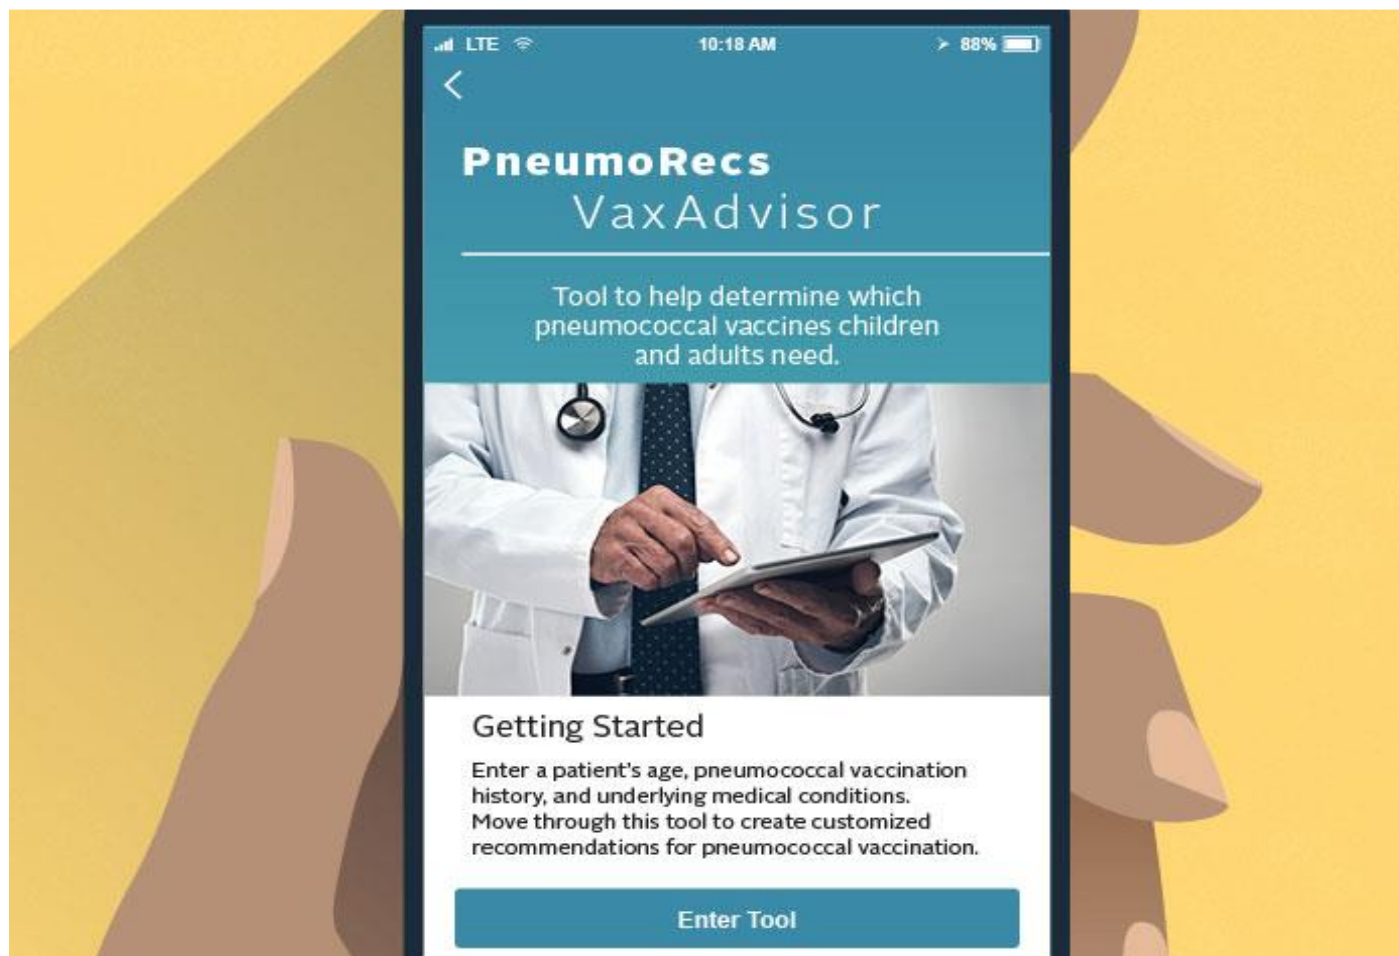 LTE 10:18 AM 88%
PneumoRecs
VaxAdvisor
Tool to help determine which
pneumococcal vaccines children
and adults need.
Getting Started
Enter a patient's age, pneumococcal vaccination
history, and underlying medical conditions.
Move through this tool to create customized
recommendations for pneumococcal vaccination.
Enter Tool